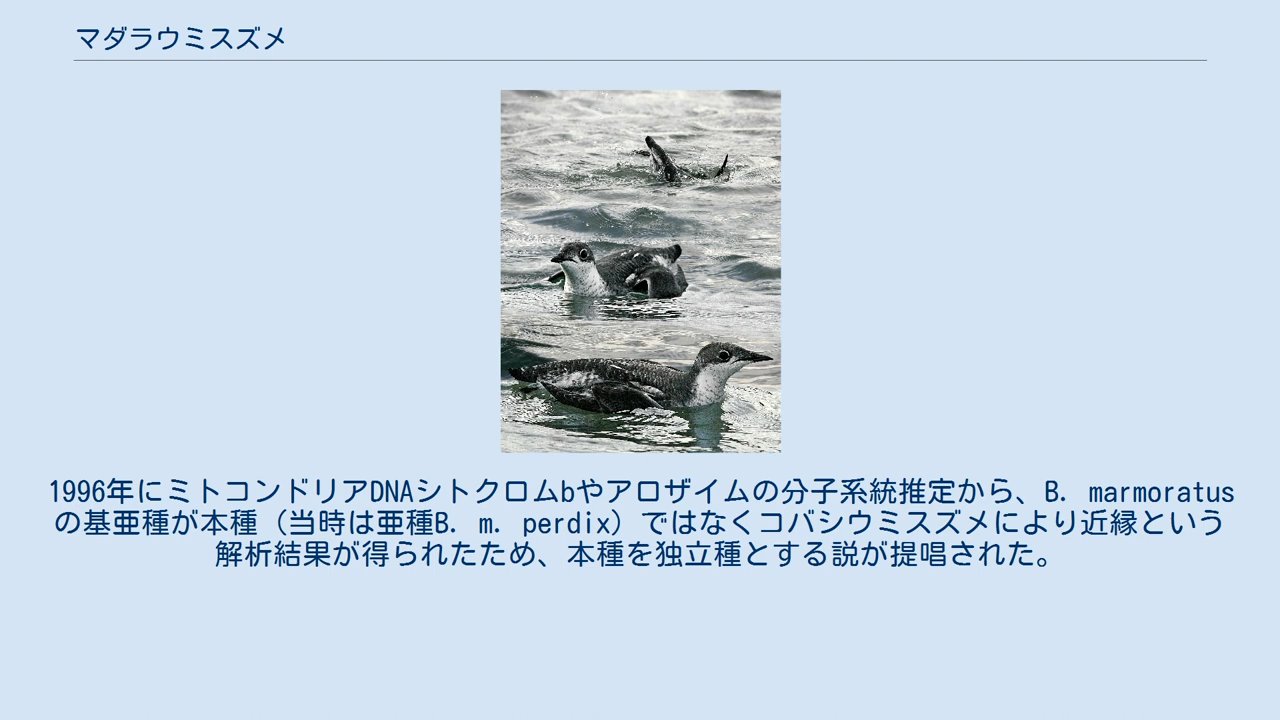 マダラウミスズメ
1996年にミトコンドリアDNAシトクロムbやアロザイムの分子系統推定から、B. marmoratus
の基亜種が本種（当時は亜種B. m. perdix）ではなくコバシウミスズメにより近縁という
解析結果が得られたため、本種を独立種とする説が提唱された。